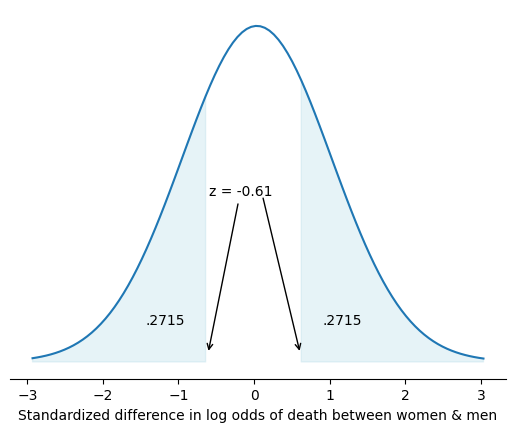 z = -0.61
.2715 .2715
−3 −2 −1 0 1 2 3
Standardized difference in log odds of death between women & men